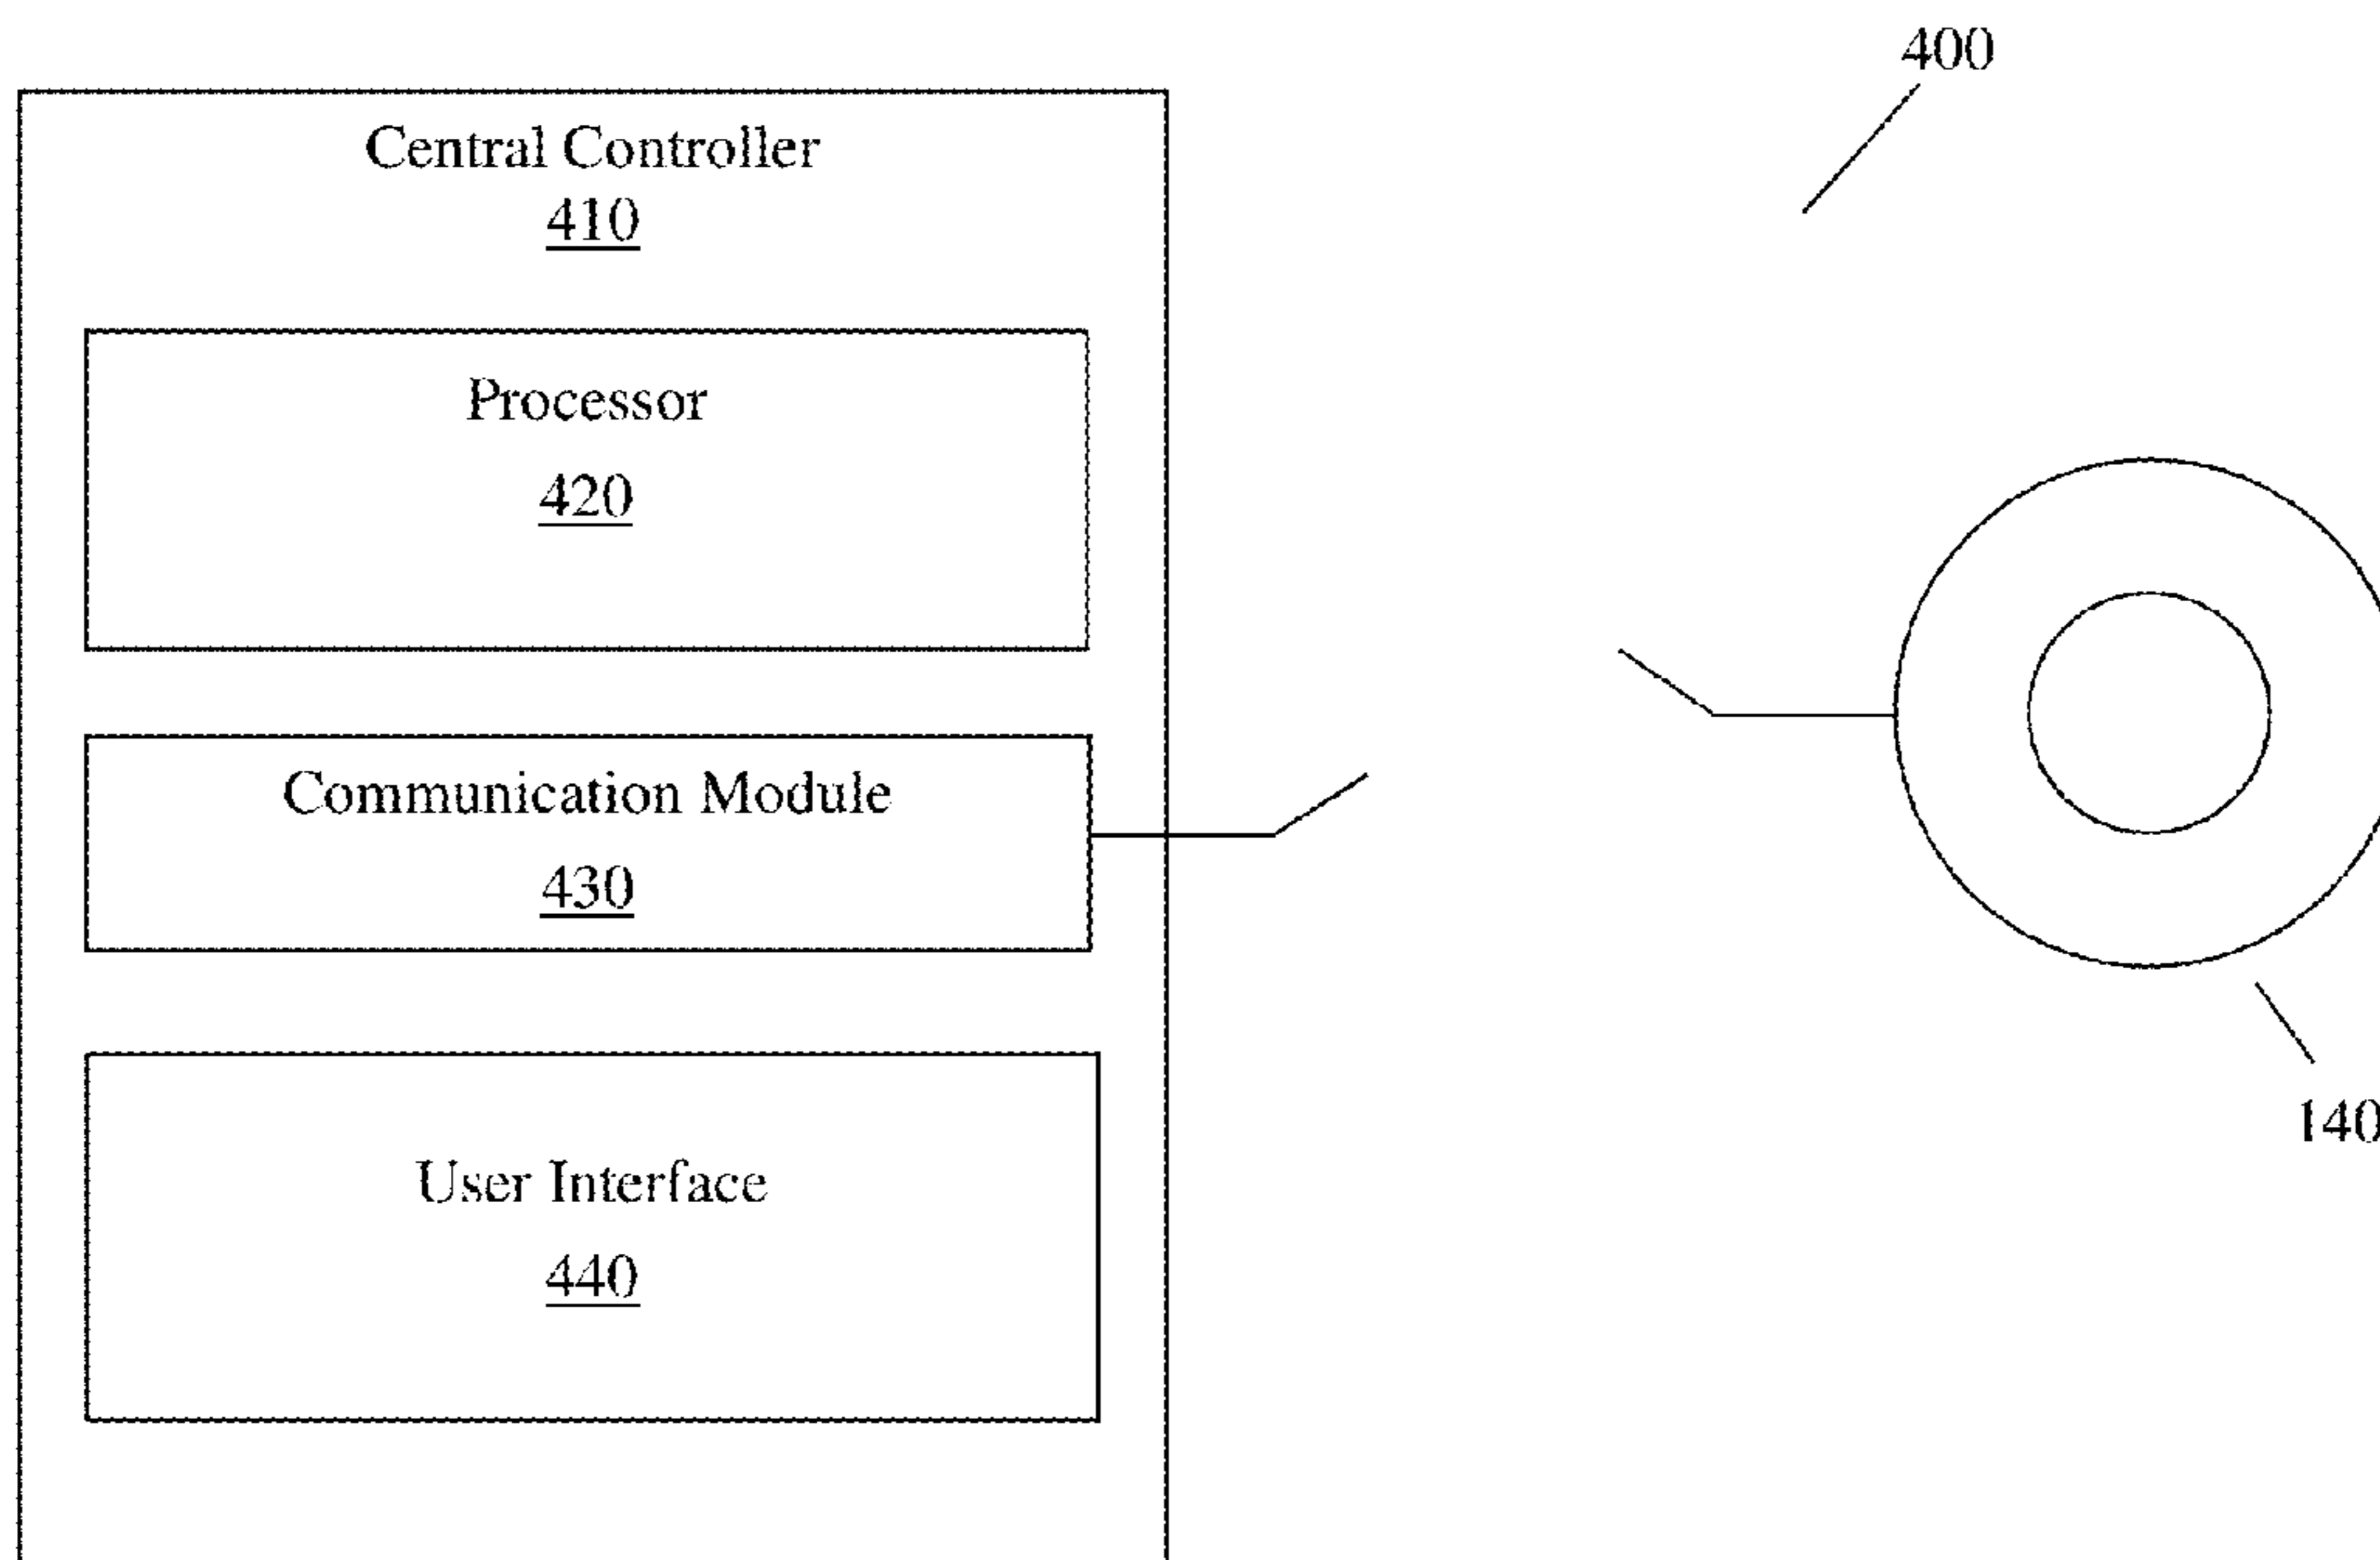 400
Central Controller
410
Processor
420
Communication Module
430
User Interface
440
140